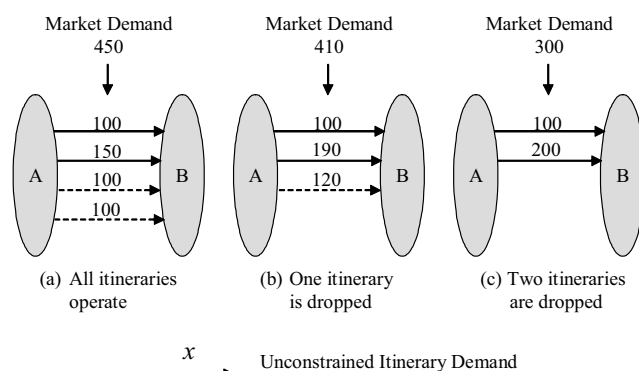 Market Demand
450
100
150
100
100
A
B
(a) All itineraries
operate
Market Demand
410
100
190
120
A
B
(b) One itinerary
is dropped
Market Demand
300
100
200
A
B
(c) Two itineraries
are dropped
x
Unconstrained Itinerary Demand